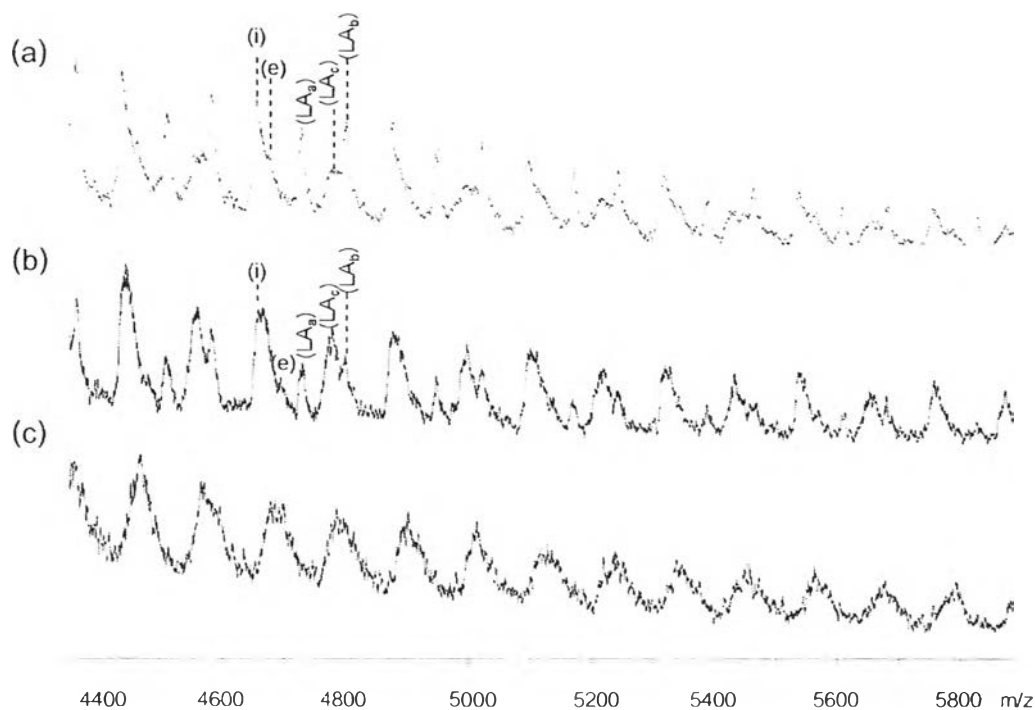 (a)
(i)
(e)
(LAa)
(LAc)
(LAb)
(b)
(i)
(e)
(LAa)
(LAc)
(LAb)
(c)
4400 4600 4800 5000 5200 5400 5600 5800 m/z